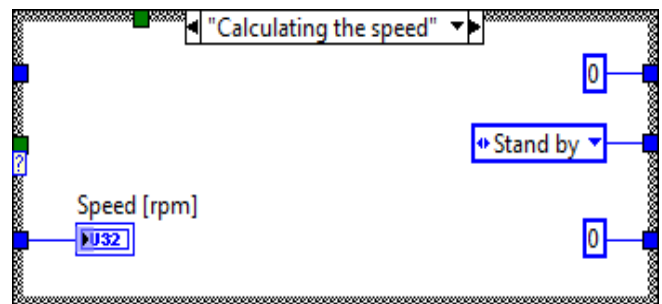 "Calculating the speed"
0
Stand by
?
Speed [rpm]
U32
0